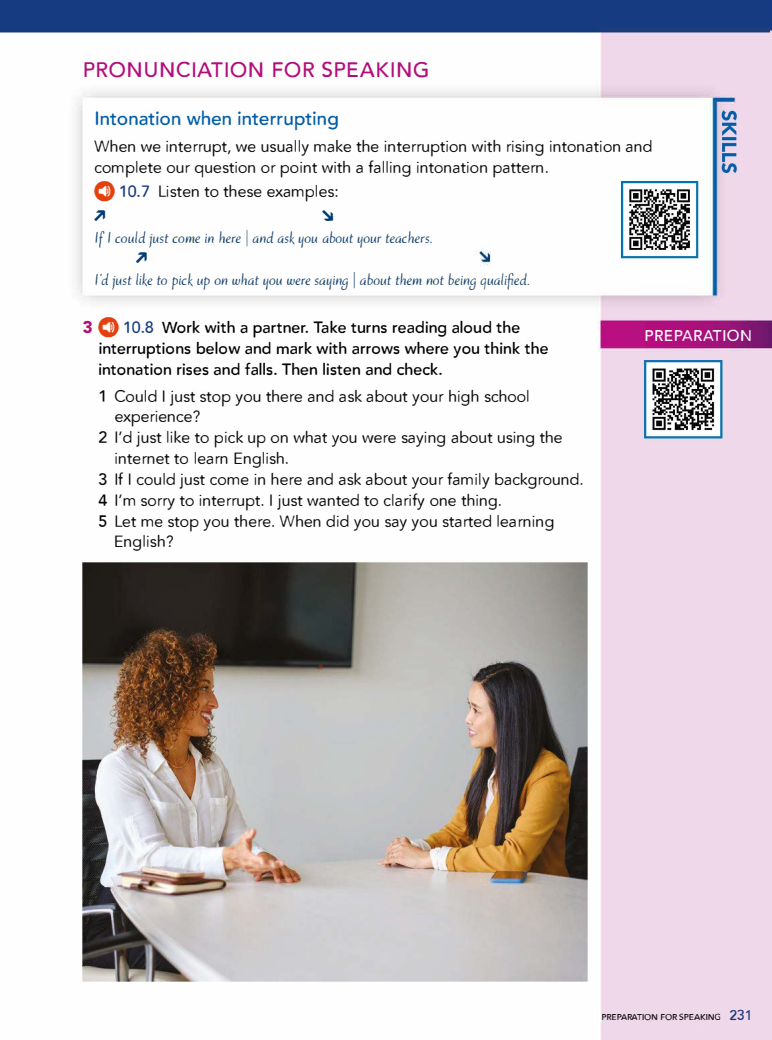 PRONUNCIATION FOR SPEAKING
Intonation when interrupting
When we interrupt, we usually make the interruption with rising intonation and
complete our question or point with a falling intonation pattern.
10.7 Listen to these examples:
If I could just come in here | and ask you about your teachers.
I'd just like to pick up on what you were saying | about them not being qualified.
SKILLS
3 10.8 Work with a partner. Take turns reading aloud the
interruptions below and mark with arrows where you think the
intonation rises and falls. Then listen and check.
PREPARATION
1 Could I just stop you there and ask about your high school
experience?
2 I'd just like to pick up on what you were saying about using the
internet to learn English.
3 If I could just come in here and ask about your family background.
4 I'm sorry to interrupt. I just wanted to clarify one thing.
5 Let me stop you there. When did you say you started learning
English?
PREPARATION FOR SPEAKING 231